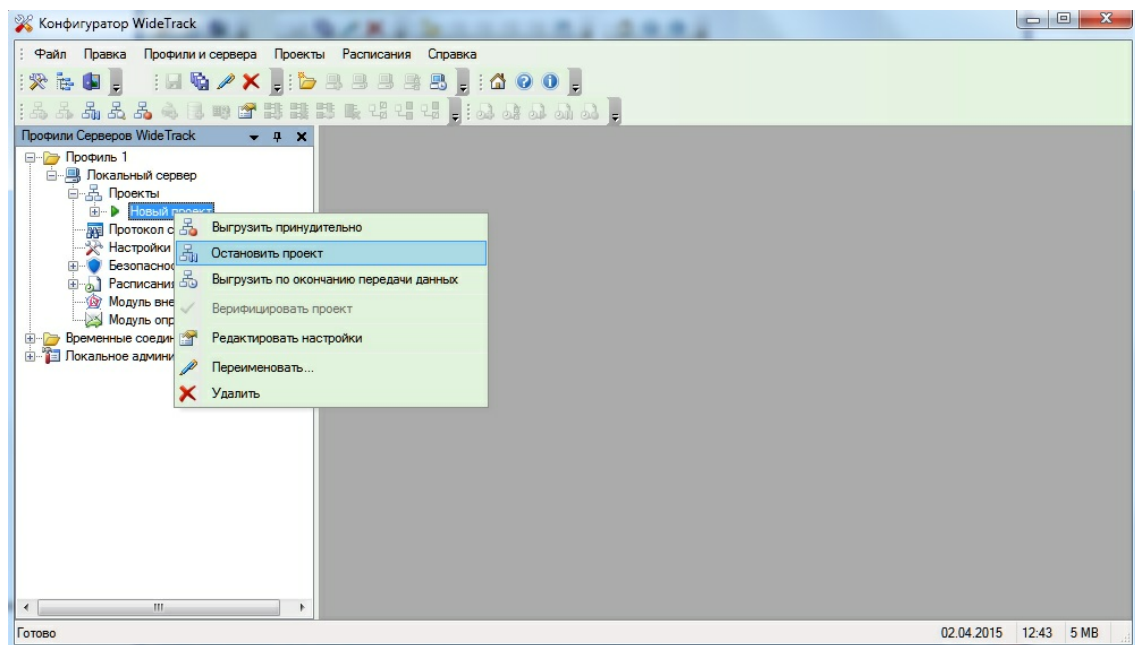 Конфигуратор WideTrack
Файл Правка Профили и сервера Проекты Расписания Справка
Профили Серверов WideTrack
Профиль 1
Локальный сервер
Проекты
Новый проект
Протокол с
Настройки
Безопаснос
Расписания
Модуль вне
Модуль опр
Временные соедин
Локальное админи
Выгрузить принудительно
Остановить проект
Выгрузить по окончанию передачи данных
Верифицировать проект
Редактировать настройки
Переименовать...
Удалить
Готово
02.04.2015 12:43 5 MB